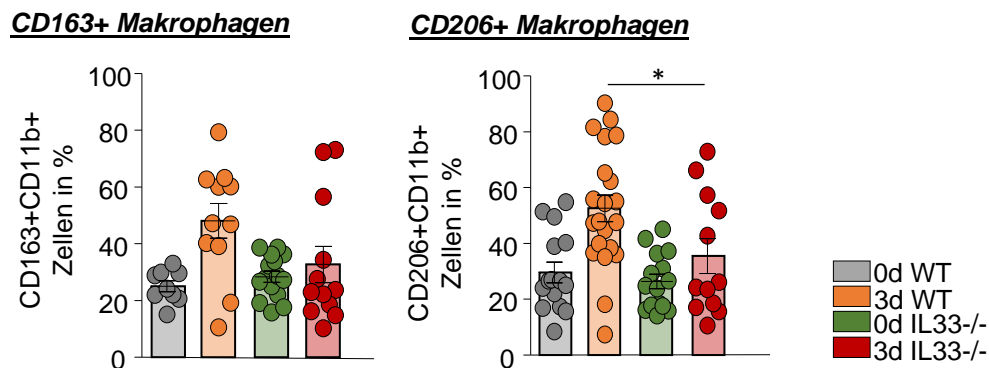 CD163+ Makrophagen
CD163+CD11b+
Zellen in %
100
80
60
40
20
0
CD206+ Makrophagen
CD206+CD11b+
Zellen in %
100
80
60
40
20
0
*
0d WT
3d WT
0d IL33-/-
3d IL33-/-